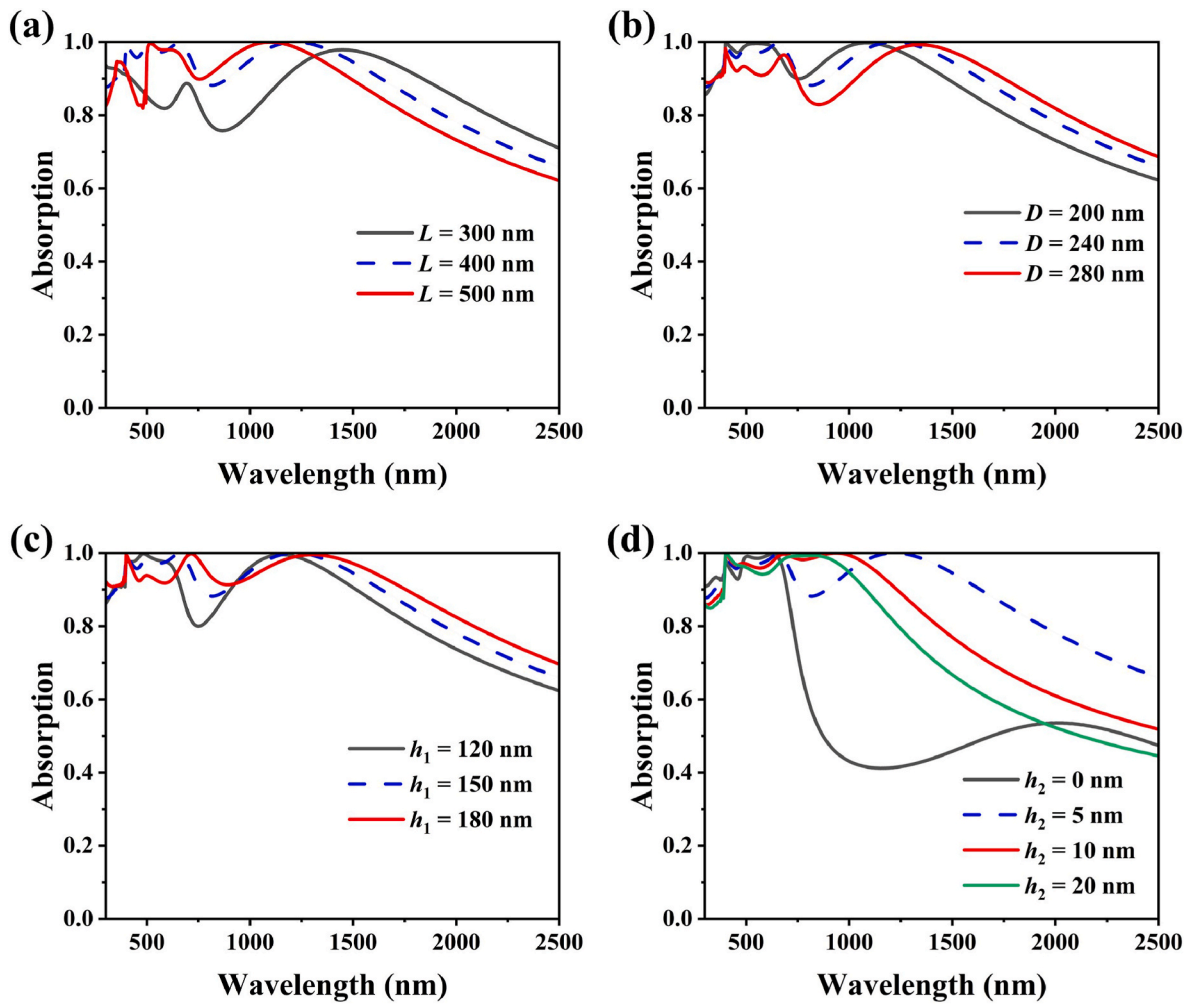 (a)
Absorption
1.0
0.8
0.6
0.4
0.2
0.0
L = 300 nm
L = 400 nm
L = 500 nm
500 1000 1500 2000 2500
Wavelength (nm)
(b)
Absorption
1.0
0.8
0.6
0.4
0.2
0.0
D = 200 nm
D = 240 nm
D = 280 nm
500 1000 1500 2000 2500
Wavelength (nm)
(c)
Absorption
1.0
0.8
0.6
0.4
0.2
0.0
h₁ = 120 nm
h₁ = 150 nm
h₁ = 180 nm
500 1000 1500 2000 2500
Wavelength (nm)
(d)
Absorption
1.0
0.8
0.6
0.4
0.2
0.0
h₂ = 0 nm
h₂ = 5 nm
h₂ = 10 nm
h₂ = 20 nm
500 1000 1500 2000 2500
Wavelength (nm)